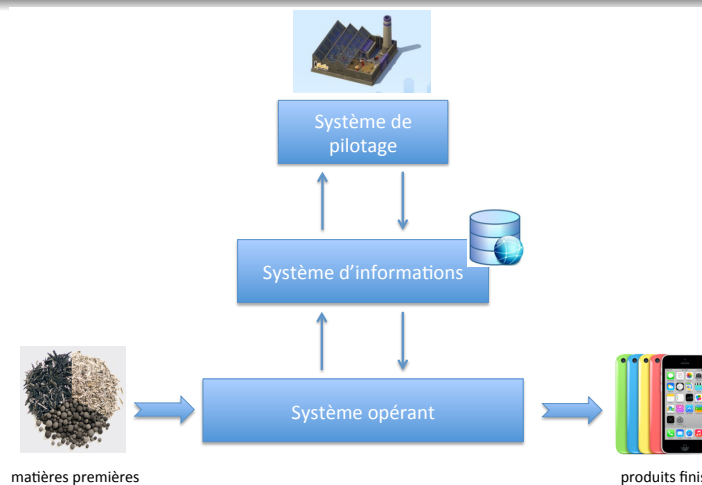 Système de
pilotage
Système d'informations
Système opérant
matières premières
produits finis